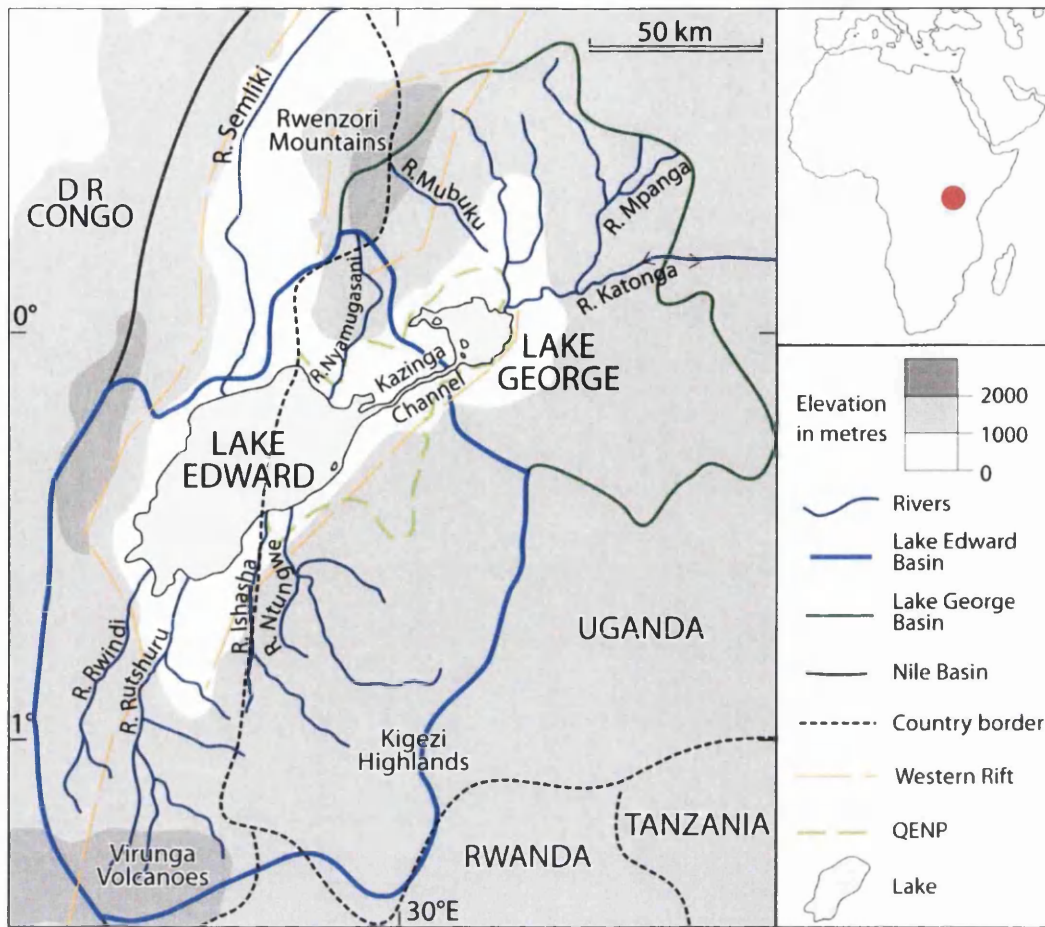 50 km
R. Semliki
Rwenzori
Mountains
D R
CONGO
R. Mubuku
R. Mpanga
R. Katonga
R. Nyamugasani
0°
LAKE
GEORGE
Kazinga
Channel
LAKE
EDWARD
R. Ishasha
R. Ntungwe
R. Rwindi
R. Rutshuru
UGANDA
1°
Kigezi
Highlands
Virunga
Volcanoes
RWANDA
TANZANIA
30°E
Elevation
in metres
2000
1000
0
Rivers
Lake Edward
Basin
Lake George
Basin
Nile Basin
Country border
Western Rift
QENP
Lake